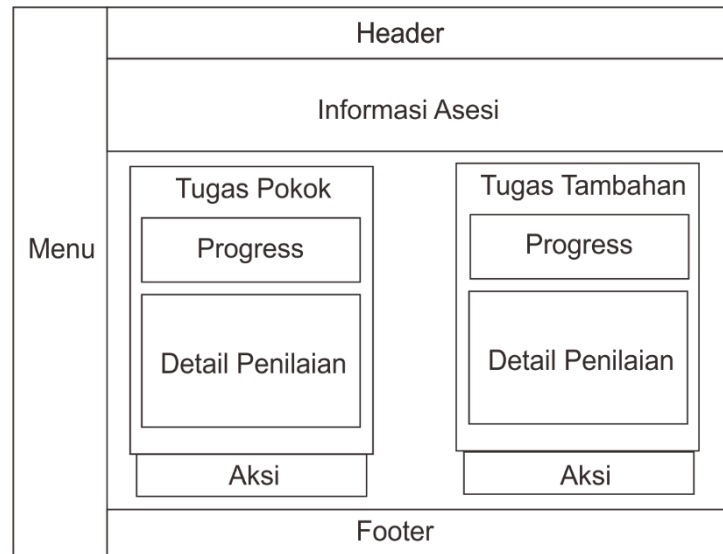 Header
Informasi Asesi
Menu
Tugas Pokok
Progress
Detail Penilaian
Aksi
Tugas Tambahan
Progress
Detail Penilaian
Aksi
Footer